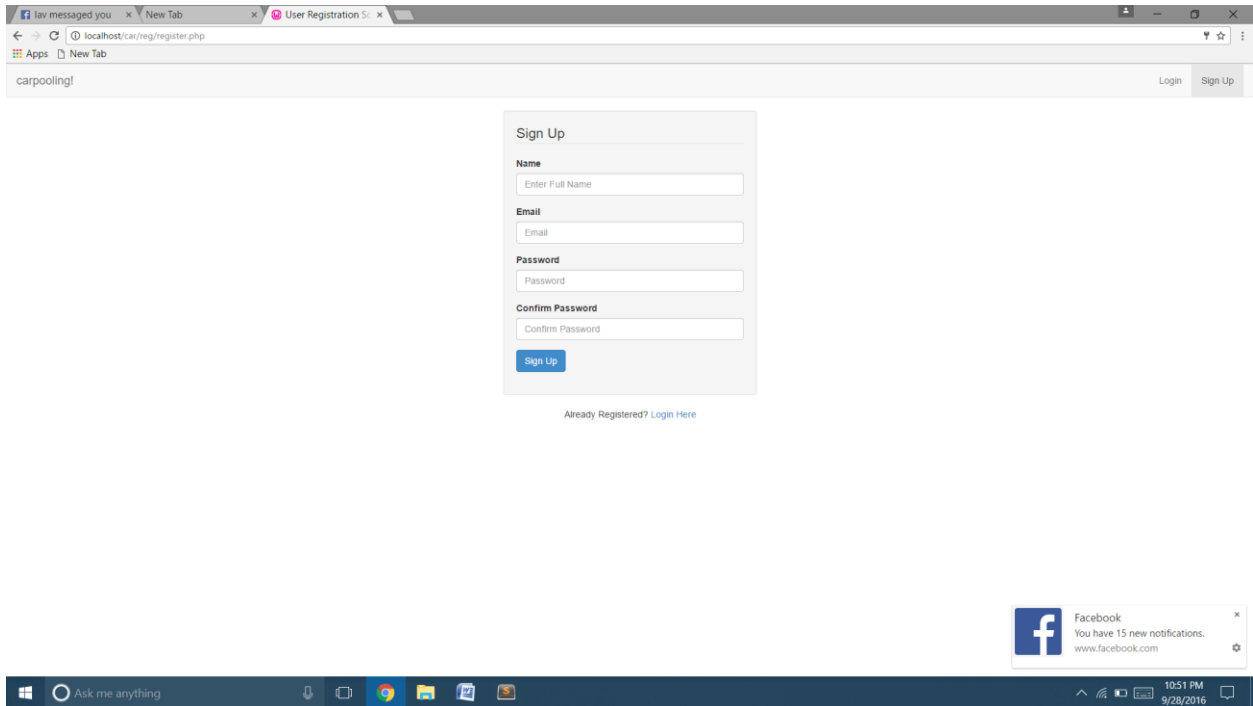 lav messaged you
New Tab
User Registration Sc
localhost/car/reg/register.php
Apps New Tab
carpooling!
Login Sign Up
Sign Up
Name
Enter Full Name
Email
Email
Password
Password
Confirm Password
Confirm Password
Sign Up
Already Registered? Login Here
Facebook
You have 15 new notifications.
www.facebook.com
Ask me anything
10:51 PM
9/28/2016